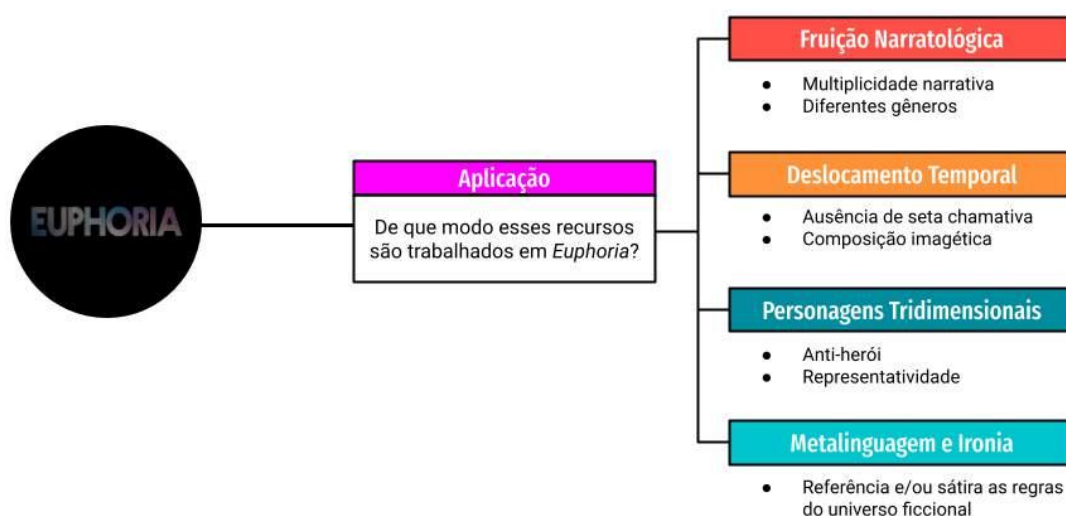 EUPHORIA
Aplicação
De que modo esses recursos
são trabalhados em Euphoria?
Fruição Narratológica
● Multiplicidade narrativa
● Diferentes gêneros
Deslocamento Temporal
● Ausência de seta chamativa
● Composição imagética
Personagens Tridimensionais
● Anti-herói
● Representatividade
Metalinguagem e Ironia
● Referência e/ou sátira as regras
do universo ficcional